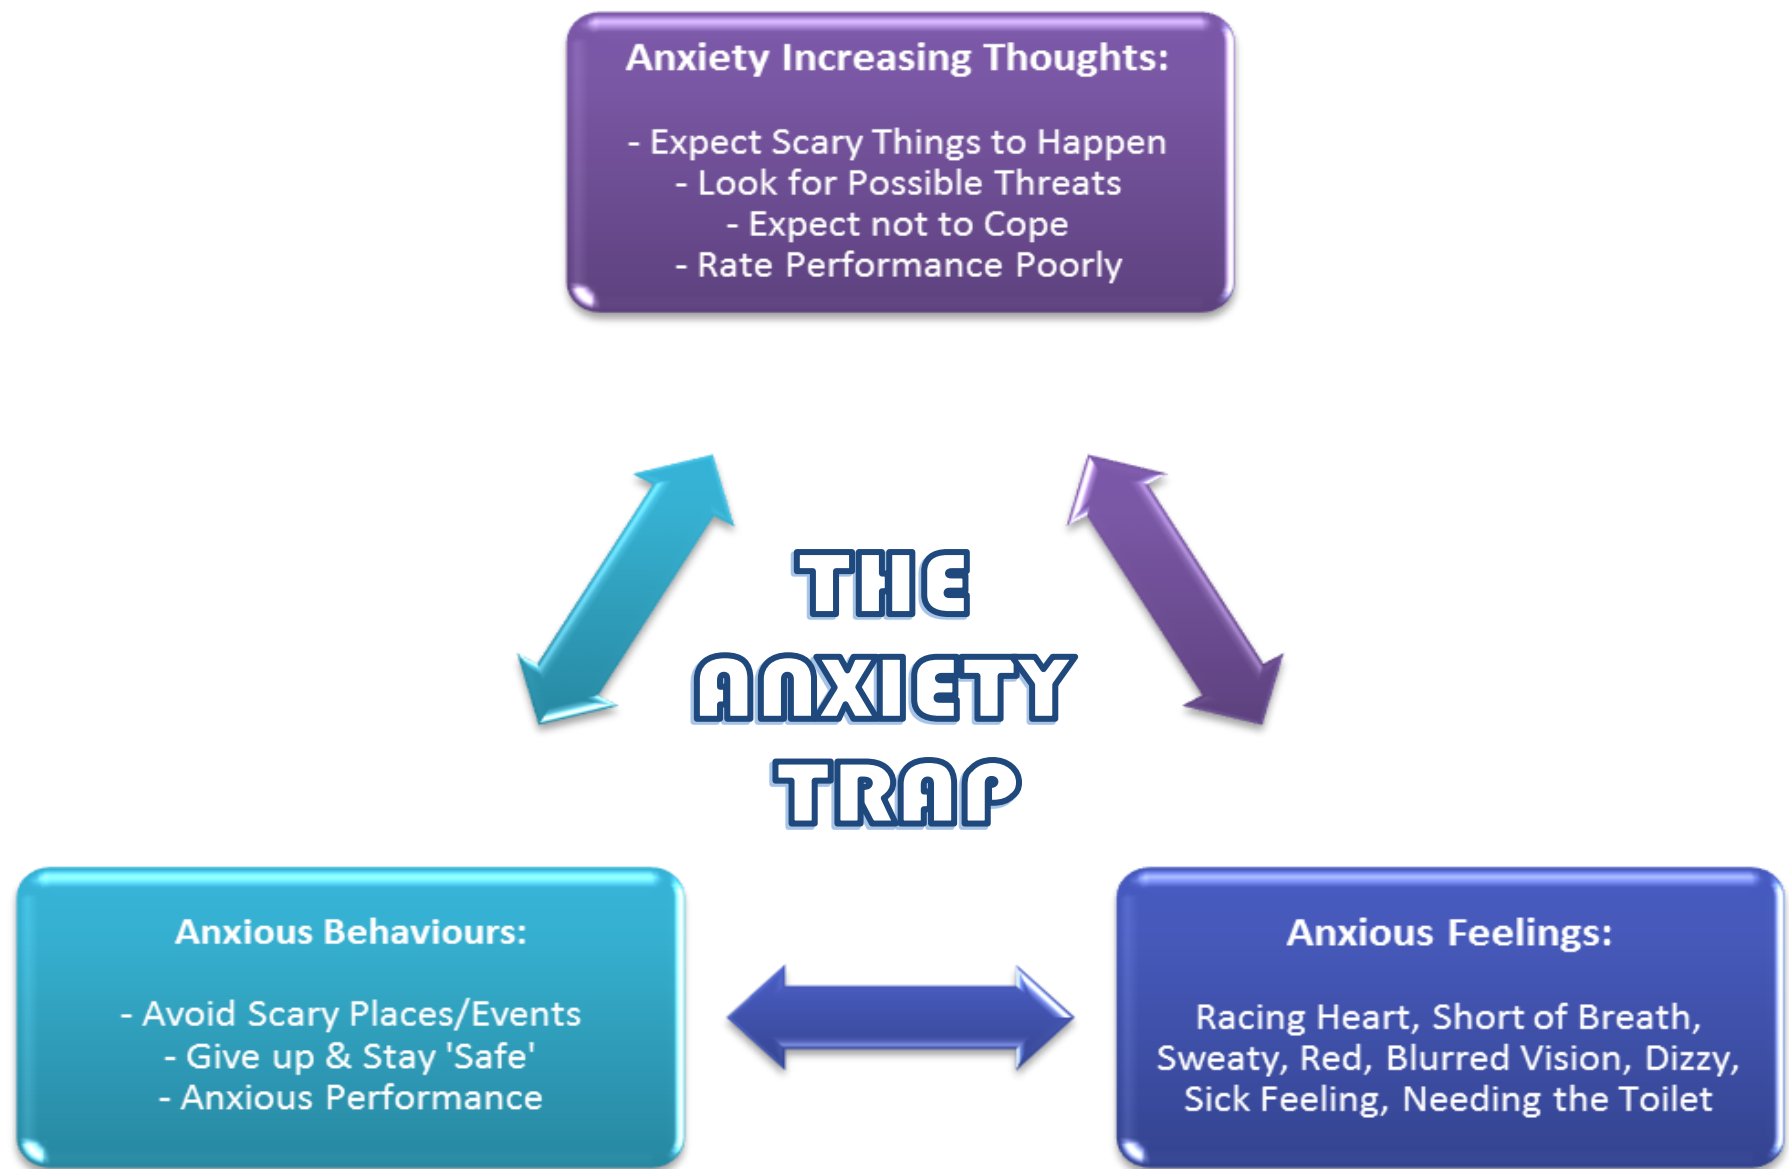 Anxiety Increasing Thoughts:
- Expect Scary Things to Happen
- Look for Possible Threats
- Expect not to Cope
- Rate Performance Poorly
THE
ANXIETY
TRAP
Anxious Behaviours:
- Avoid Scary Places/Events
- Give up & Stay 'Safe'
- Anxious Performance
Anxious Feelings:
Racing Heart, Short of Breath,
Sweaty, Red, Blurred Vision, Dizzy,
Sick Feeling, Needing the Toilet